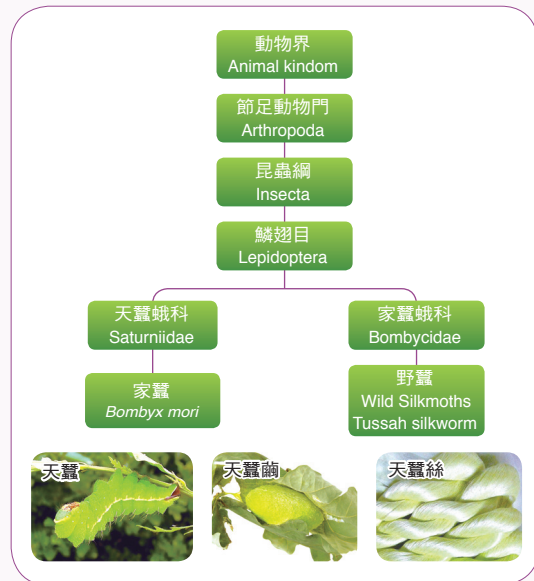 動物界
Animal kindom
節足動物門
Arthropoda
昆蟲綱
Insecta
鱗翅目
Lepidoptera
天蠶蛾科
Saturniidae
家蠶蛾科
Bombycidae
家蠶
Bombyx mori
野蠶
Wild Silkmoths
Tussah silkworm
天蠶
天蠶繭
天蠶絲